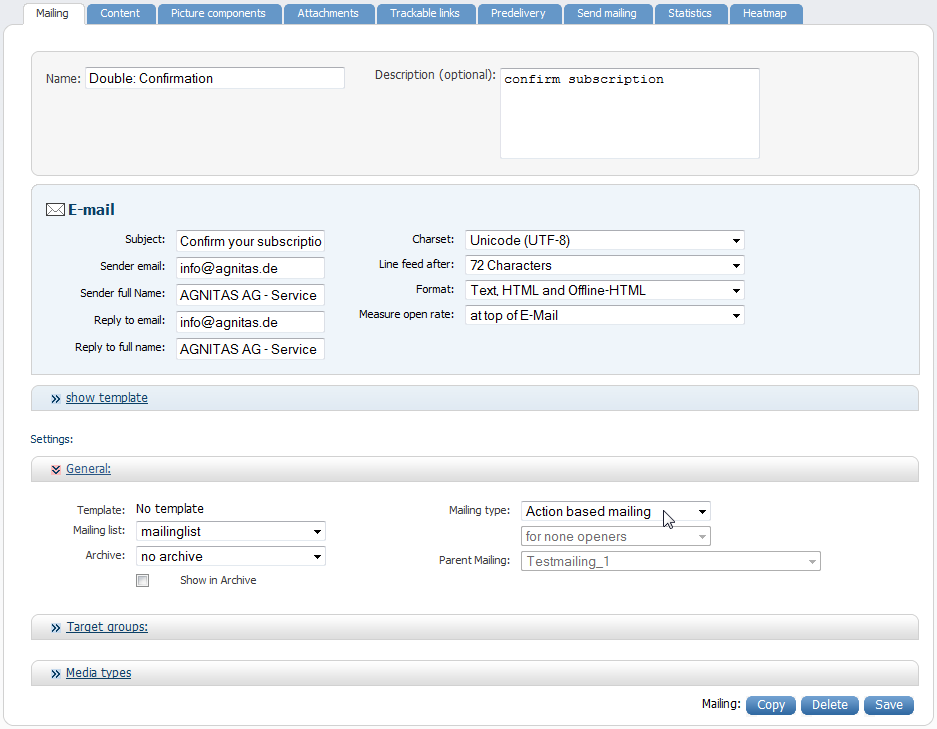 Mailing Content Picture components Attachments Trackable links Predelivery Send mailing Statistics Heatmap
Name: Double: Confirmation
Description (optional): confirm subscription
E-mail
Subject: Confirm your subscriptio
Sender email: info@agnitas.de
Sender full Name: AGNITAS AG - Service
Reply to email: info@agnitas.de
Reply to full name: AGNITAS AG - Service
Charset: Unicode (UTF-8)
Line feed after: 72 Characters
Format: Text, HTML and Offline-HTML
Measure open rate: at top of E-Mail
show template
Settings:
General:
Template: No template
Mailing list: mailinglist
Archive: no archive
Show in Archive
Mailing type: Action based mailing
for none openers
Parent Mailing: Testmailing_1
Target groups:
Media types
Mailing: Copy Delete Save